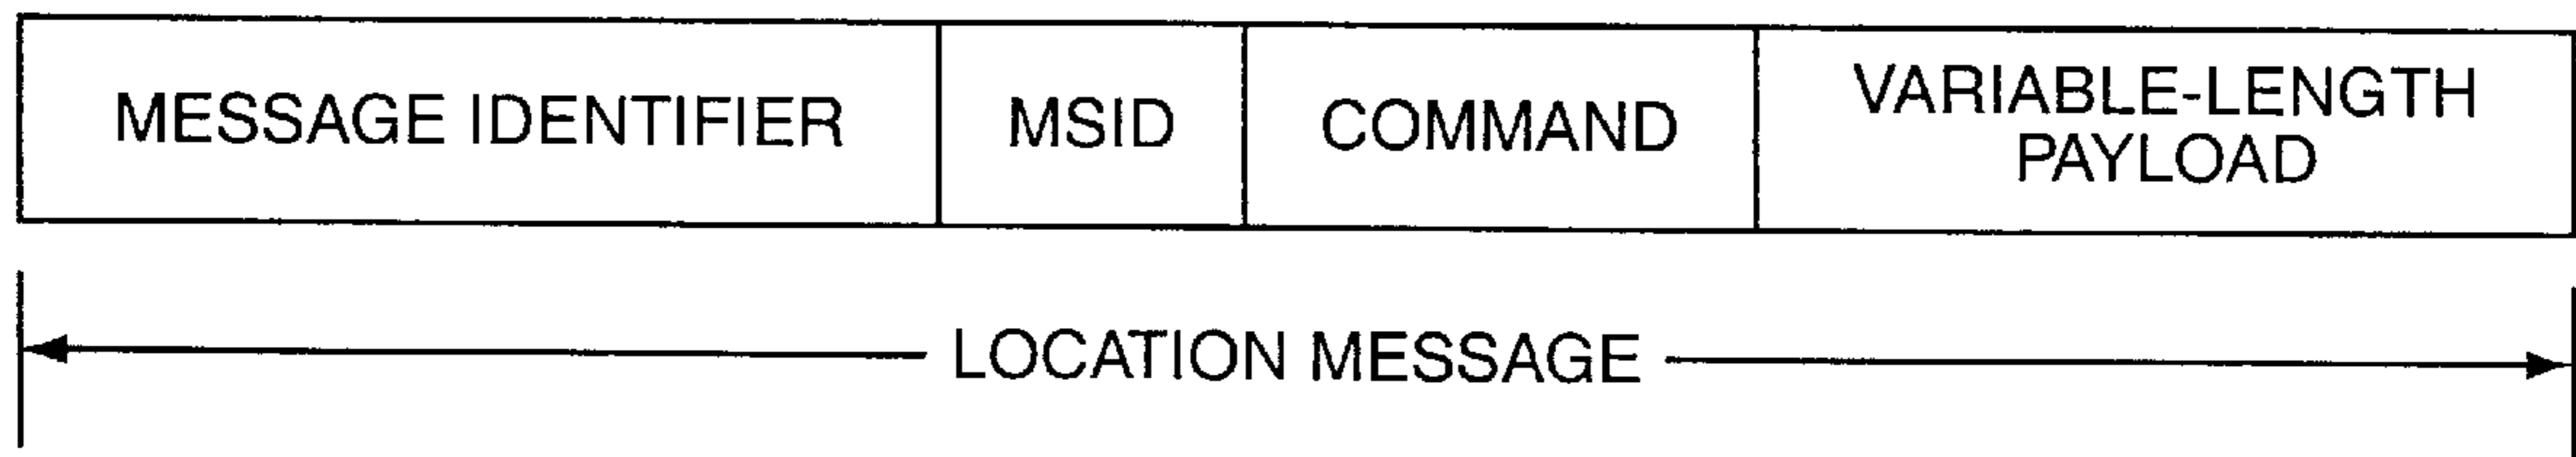 MESSAGE IDENTIFIER
MSID
COMMAND
VARIABLE-LENGTH
PAYLOAD
LOCATION MESSAGE